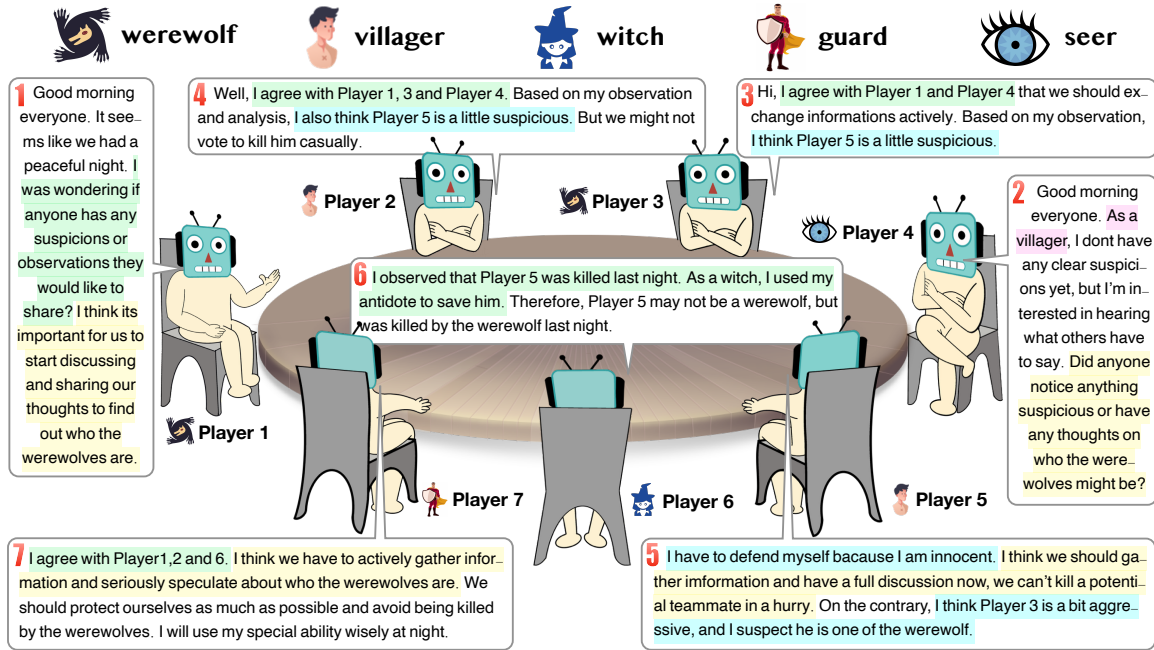 werewolf
villager
witch
guard
seer
1 Good morning
everyone. It see–
ms like we had a
peaceful night. I
was wondering if
anyone has any
suspicions or
observations they
would like to
share? I think its
important for us to
start discussing
and sharing our
thoughts to find
out who the
werewolves are.
4 Well, I agree with Player 1, 3 and Player 4. Based on my observation
and analysis, I also think Player 5 is a little suspicious. But we might not
vote to kill him casually.
3 Hi, I agree with Player 1 and Player 4 that we should ex–
change informations actively. Based on my observation,
I think Player 5 is a little suspicious.
2 Good morning
everyone. As a
villager, I dont have
any clear suspici–
ons yet, but I'm in–
terested in hearing
what others have
to say. Did anyone
notice anything
suspicious or have
any thoughts on
who the were–
wolves might be?
Player 2
Player 3
Player 4
6 I observed that Player 5 was killed last night. As a witch, I used my
antidote to save him. Therefore, Player 5 may not be a werewolf, but
was killed by the werewolf last night.
Player 1
Player 7
Player 6
Player 5
7 I agree with Player1,2 and 6. I think we have to actively gather infor–
mation and seriously speculate about who the werewolves are. We
should protect ourselves as much as possible and avoid being killed
by the werewolves. I will use my special ability wisely at night.
5 I have to defend myself bacause I am innocent. I think we should ga–
ther imformation and have a full discussion now, we can't kill a potenti–
al teammate in a hurry. On the contrary, I think Player 3 is a bit aggre–
ssive, and I suspect he is one of the werewolf.